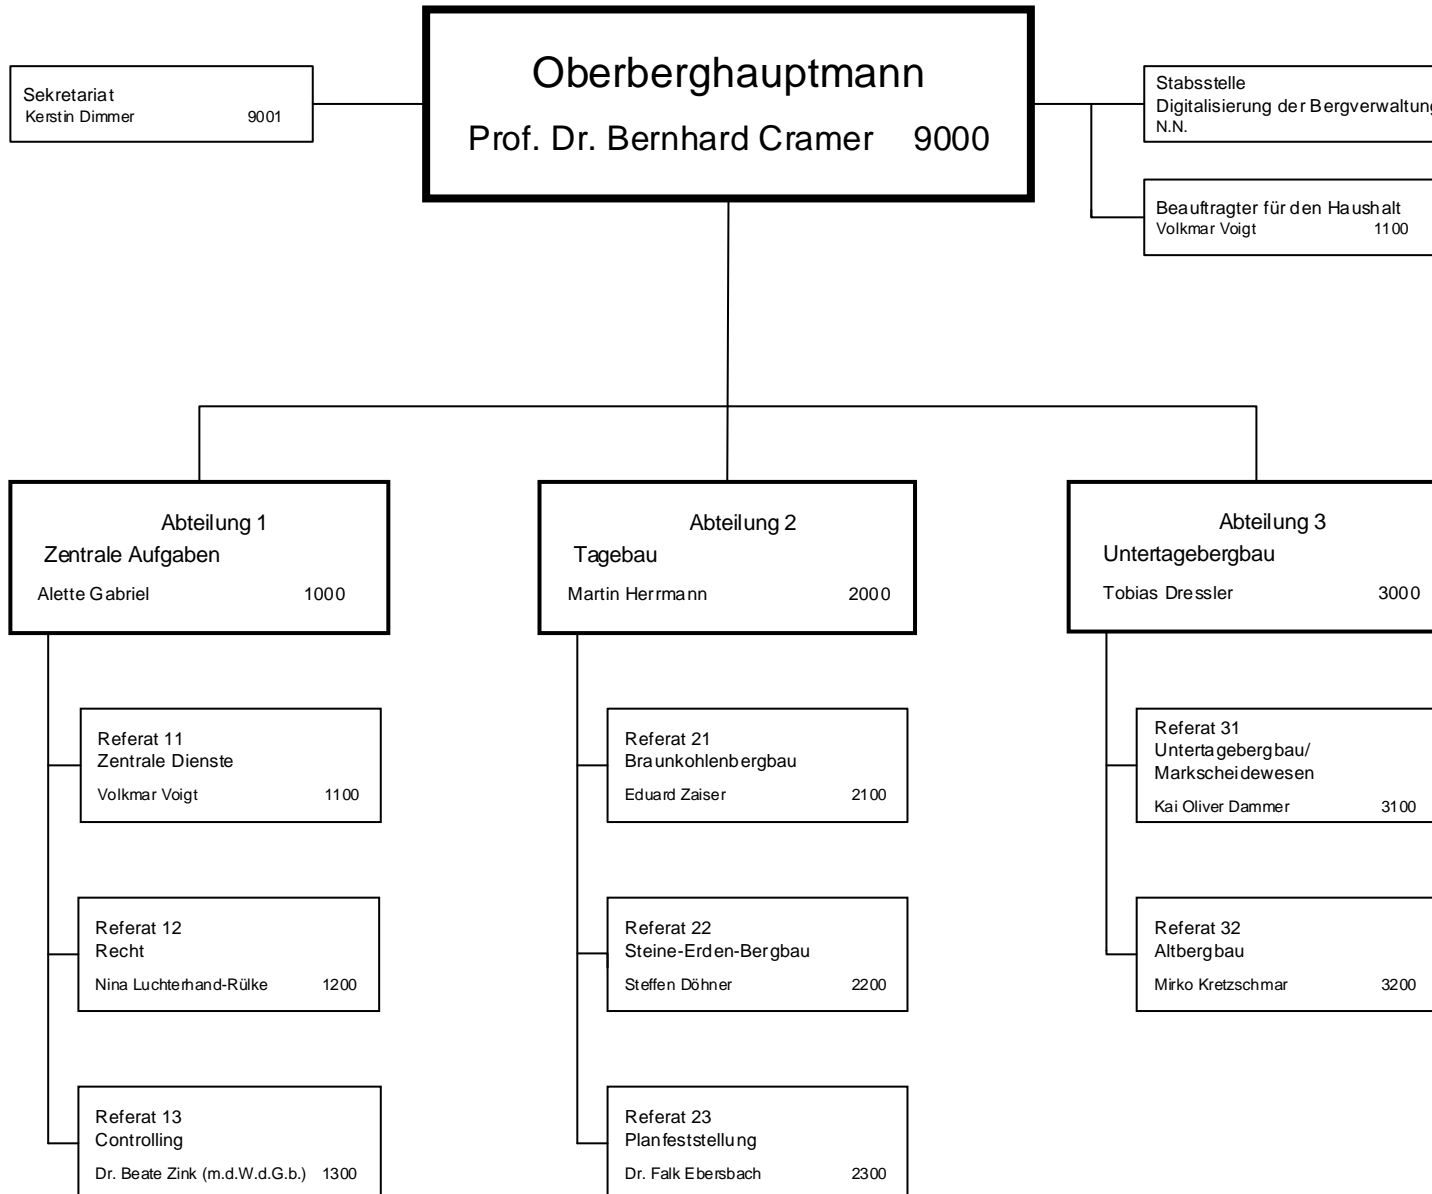 Oberberghauptmann
Prof. Dr. Bernhard Cramer 9000
Sekretariat
Kerstin Dimmer 9001
Stabsstelle
Digitalisierung der Bergverwaltung
N.N.
Beauftragter für den Haushalt
Volkmar Voigt 1100
Abteilung 1
Zentrale Aufgaben
Alette Gabriel 1000
Referat 11
Zentrale Dienste
Volkmar Voigt 1100
Referat 12
Recht
Nina Luchterhand-Rülke 1200
Referat 13
Controlling
Dr. Beate Zink (m.d.W.d.G.b.) 1300
Abteilung 2
Tagebau
Martin Herrmann 2000
Referat 21
Braunkohlenbergbau
Eduard Zaiser 2100
Referat 22
Steine-Erden-Bergbau
Steffen Döhner 2200
Referat 23
Planfeststellung
Dr. Falk Ebersbach 2300
Abteilung 3
Untertagebergbau
Tobias Dressler 3000
Referat 31
Untertagebergbau/
Markscheidewesen
Kai Oliver Dammer 3100
Referat 32
Altbergbau
Mirko Kretzschmar 3200